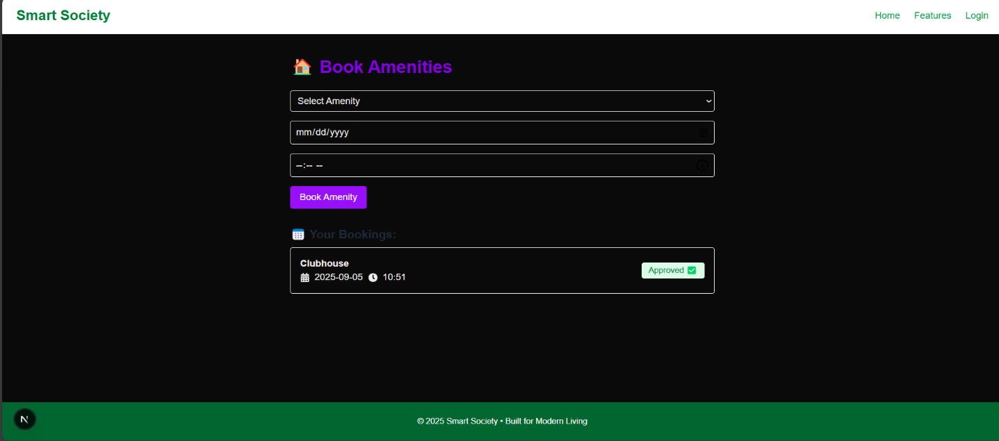 Smart Society
Home Features Login
Book Amenities
Select Amenity
mm/dd/yyyy
--:-- --
Book Amenity
Your Bookings:
Clubhouse
2025-09-05 10:51
Approved
N
© 2025 Smart Society • Built for Modern Living